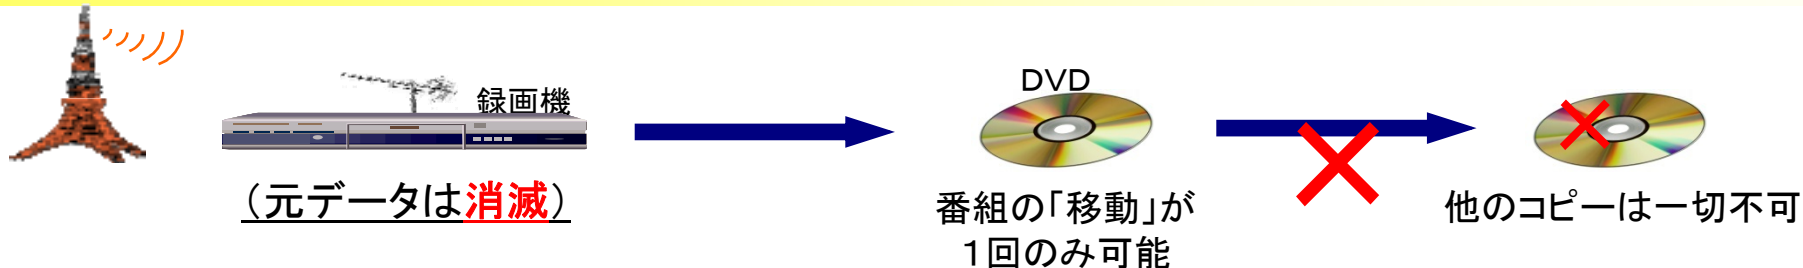 録画機
(元データは消滅)
DVD
番組の「移動」が
1回のみ可能
他のコピーは一切不可